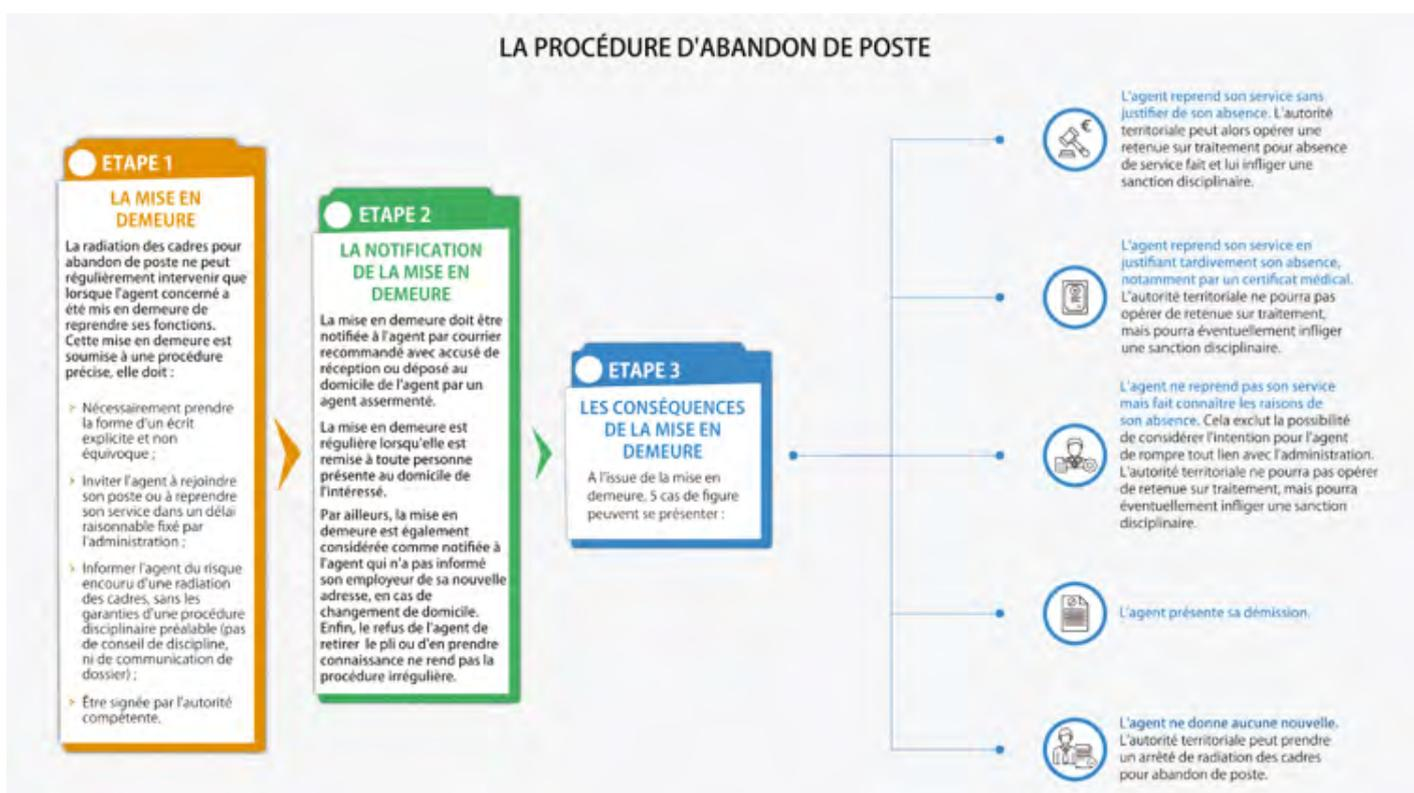 LA PROCÉDURE D'ABANDON DE POSTE
ETAPE 1
LA MISE EN
DEMEURE
La radiation des cadres pour
abandon de poste ne peut
régulièrement intervenir que
lorsque l'agent concerné a
été mis en demeure de
reprendre ses fonctions.
Cette mise en demeure est
soumise à une procédure
précise, elle doit :
> Nécessairement prendre
la forme d'un écrit
explicite et non
équivoque ;
> Inviter l'agent à rejoindre
son poste ou à reprendre
son service dans un délai
raisonnable fixé par
l'administration ;
> Informer l'agent du risque
encouru d'une radiation
des cadres, sans les
garanties d'une procédure
disciplinaire préalable (pas
de conseil de discipline,
ni de communication de
dossier) ;
> Être signée par l'autorité
compétente.
ETAPE 2
LA NOTIFICATION
DE LA MISE EN
DEMEURE
La mise en demeure doit être
notifiée à l'agent par courrier
recommandé avec accusé de
réception ou déposé au
domicile de l'agent par un
agent assermenté.
La mise en demeure est
régulière lorsqu'elle est
remise à toute personne
présente au domicile de
l'intéressé.
Par ailleurs, la mise en
demeure est également
considérée comme notifiée à
l'agent qui n'a pas informé
son employeur de sa nouvelle
adresse, en cas de
changement de domicile.
Enfin, le refus de l'agent de
retirer le pli ou d'en prendre
connaissance ne rend pas la
procédure irrégulière.
ETAPE 3
LES CONSÉQUENCES
DE LA MISE EN
DEMEURE
A l'issue de la mise en
demeure, 5 cas de figure
peuvent se présenter :
L'agent reprend son service sans
justifier de son absence. L'autorité
territoriale peut alors opérer une
retenue sur traitement pour absence
de service fait et lui infliger une
sanction disciplinaire.
L'agent reprend son service en
justifiant tardivement son absence,
notamment par un certificat médical.
L'autorité territoriale ne pourra pas
opérer de retenue sur traitement,
mais pourra éventuellement infliger
une sanction disciplinaire.
L'agent ne reprend pas son service
mais fait connaître les raisons de
son absence. Cela exclut la possibilité
de considérer l'intention pour l'agent
de rompre tout lien avec l'administration.
L'autorité territoriale ne pourra pas opérer
de retenue sur traitement, mais pourra
éventuellement infliger une sanction
disciplinaire.
L'agent présente sa démission.
L'agent ne donne aucune nouvelle.
L'autorité territoriale peut prendre
un arrêté de radiation des cadres
pour abandon de poste.